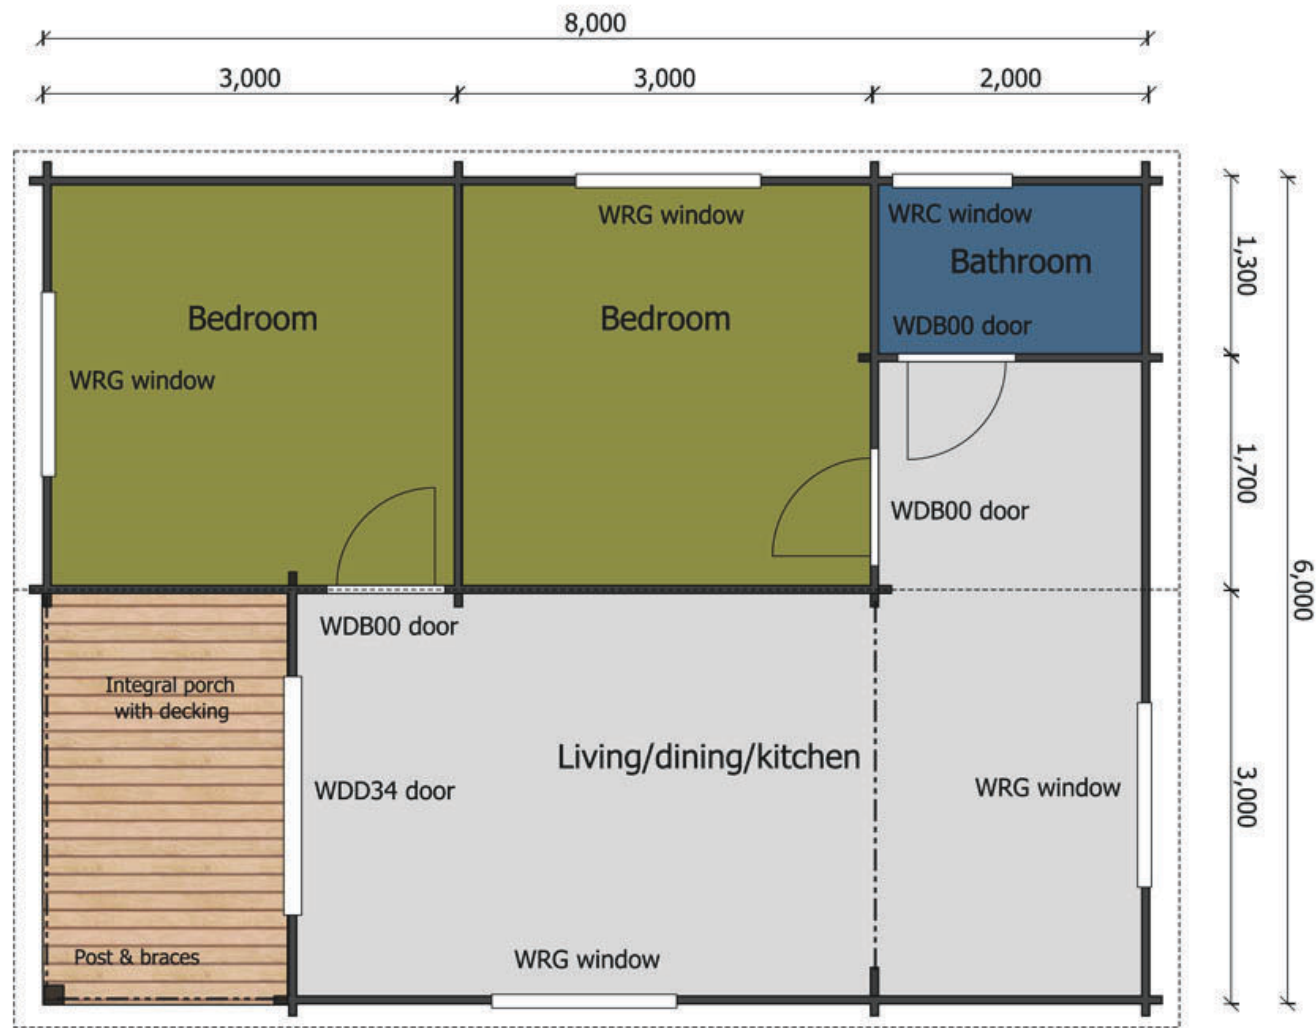 8,000
3,000
3,000
2,000
WRG window
WRC window
Bathroom
1,300
Bedroom
Bedroom
WDB00 door
WRG window
1,700
WDB00 door
6,000
WDB00 door
Integral porch
with decking
Living/dining/kitchen
WDD34 door
WRG window
3,000
Post & braces
WRG window